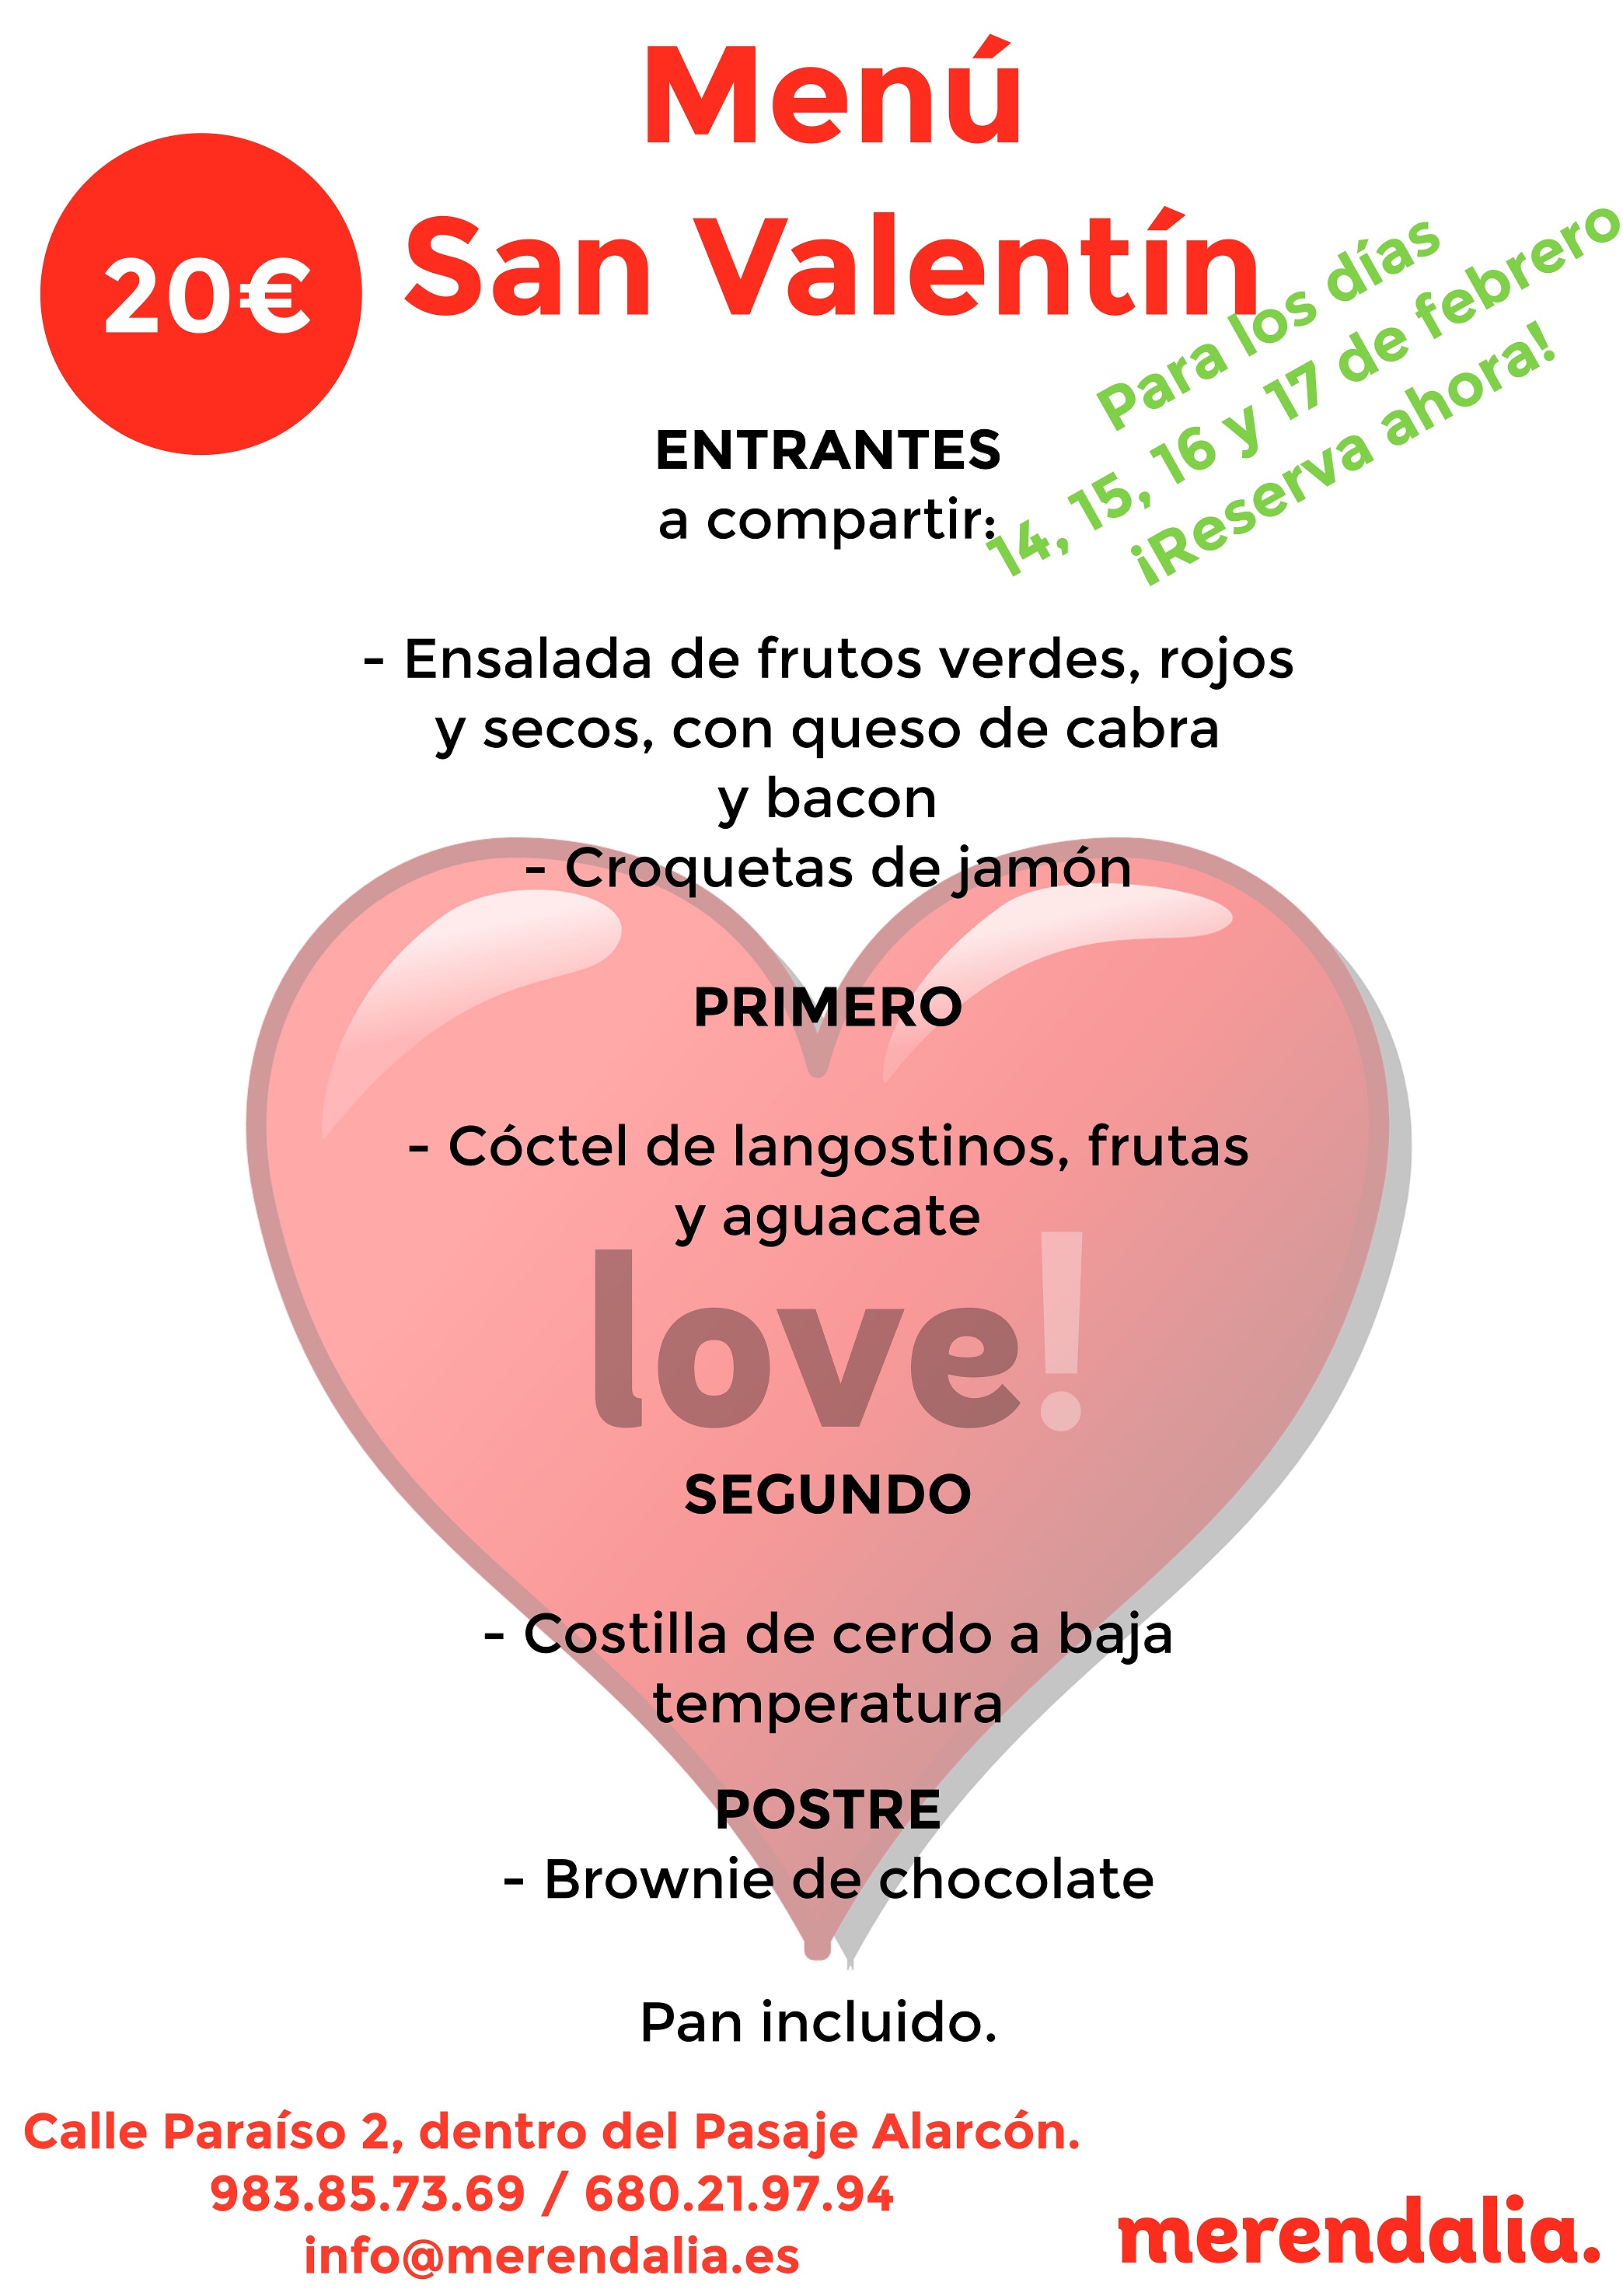 Menú
San Valentín
20€
Para los días
14, 15, 16 y 17 de febrero
¡Reserva ahora!
ENTRANTES
a compartir:
- Ensalada de frutos verdes, rojos
y secos, con queso de cabra
y bacon
- Croquetas de jamón
PRIMERO
- Cóctel de langostinos, frutas
y aguacate
love!
SEGUNDO
- Costilla de cerdo a baja
temperatura
POSTRE
- Brownie de chocolate
Pan incluido.
Calle Paraíso 2, dentro del Pasaje Alarcón.
983.85.73.69 / 680.21.97.94
info@merendalia.es
merendalia.